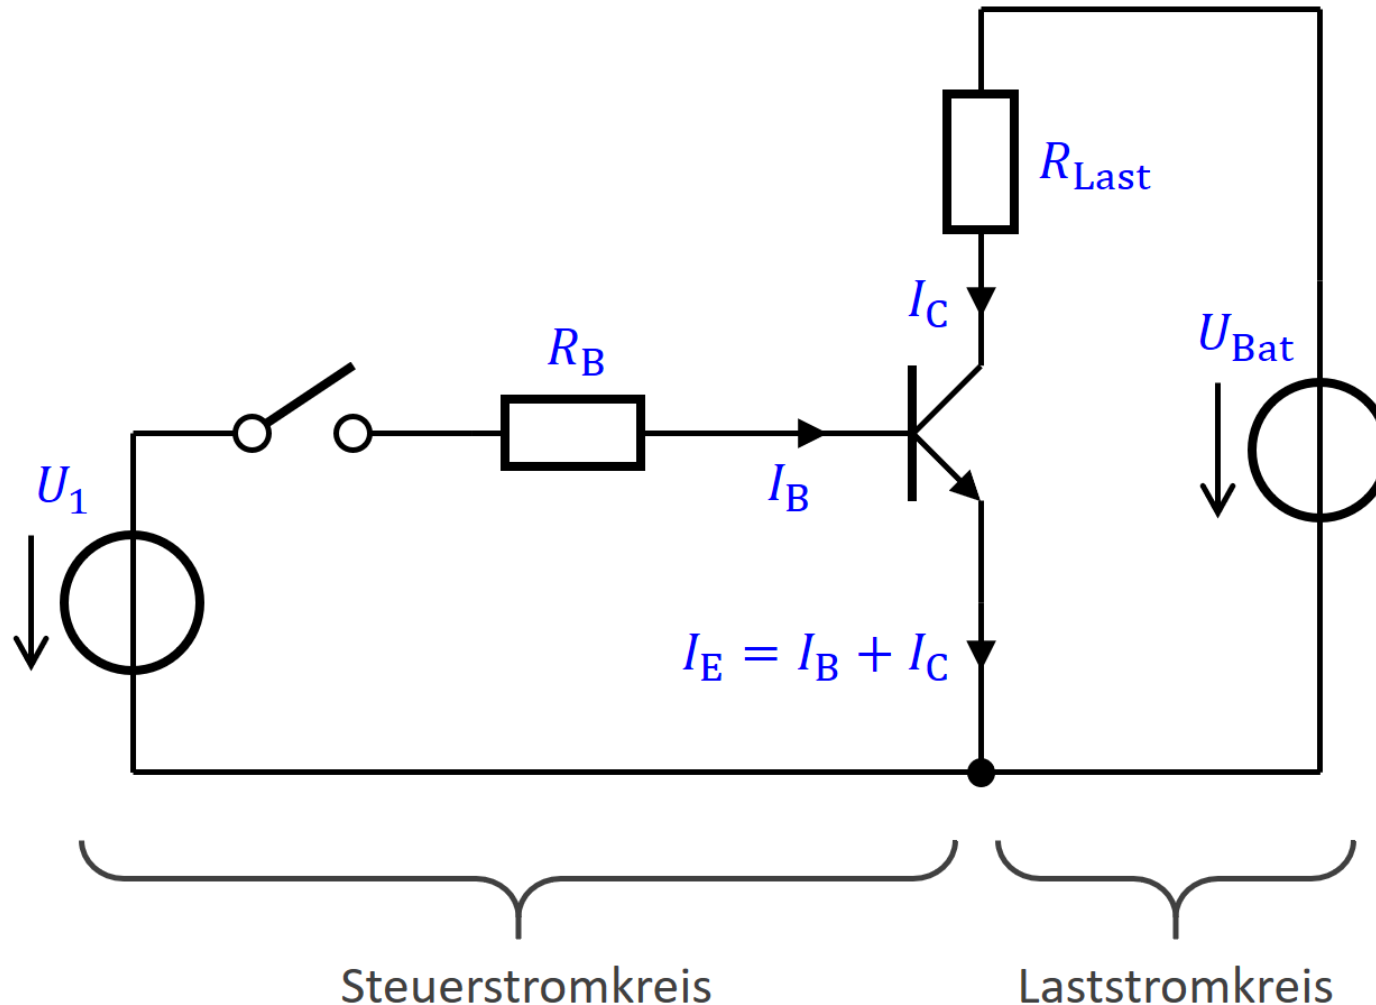 R_Last
I_C
R_B
U_Bat
U_1
I_B
I_E = I_B + I_C
Steuerstromkreis
Laststromkreis